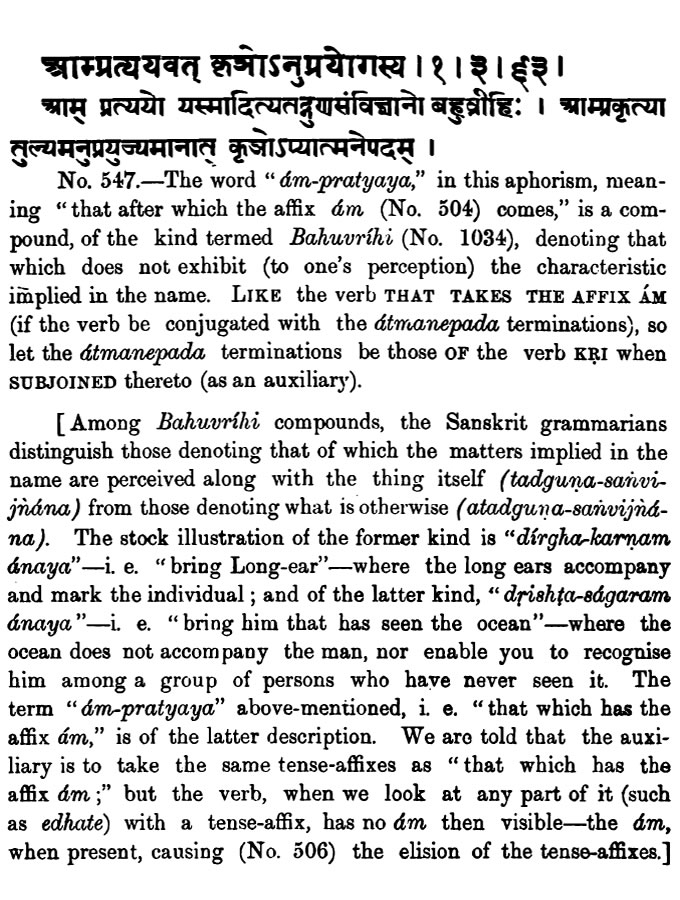 आम्प्रत्ययवत् कृञोऽनुप्रयोगस्य । १ । ३ । ६३ ।
आम् प्रत्ययो यस्मादित्यतद्गुणसंविज्ञानो बहुव्रीहिः । आम्प्रकृत्या
तुल्यमनुप्रयुज्यमानात् कृञोऽप्यात्मनेपदम् ।
No. 547.—The word “ám-pratyaya,” in this aphorism, mean-
ing “that after which the affix ám (No. 504) comes,” is a com-
pound, of the kind termed Bahuvríhi (No. 1034), denoting that
which does not exhibit (to one’s perception) the characteristic
implied in the name. LIKE the verb THAT TAKES THE AFFIX ÁM
(if the verb be conjugated with the átmanepada terminations), so
let the átmanepada terminations be those OF the verb KṚI when
SUBJOINED thereto (as an auxiliary).
[Among Bahuvríhi compounds, the Sanskrit grammarians
distinguish those denoting that of which the matters implied in the
name are perceived along with the thing itself (tadguṇa-saṅvi-
jṅána) from those denoting what is otherwise (atadguṇa-saṅvijṅá-
na). The stock illustration of the former kind is “dírgha-karṇam
ánaya”—i. e. “bring Long-ear”—where the long ears accompany
and mark the individual ; and of the latter kind, “dṛishṭa-ságaram
ánaya”—i. e. “bring him that has seen the ocean”—where the
ocean does not accompany the man, nor enable you to recognise
him among a group of persons who have never seen it. The
term “ám-pratyaya” above-mentioned, i. e. “that which has the
affix ám,” is of the latter description. We are told that the auxi-
liary is to take the same tense-affixes as “that which has the
affix ám ;” but the verb, when we look at any part of it (such
as edhate) with a tense-affix, has no ám then visible—the ám,
when present, causing (No. 506) the elision of the tense-affixes.]